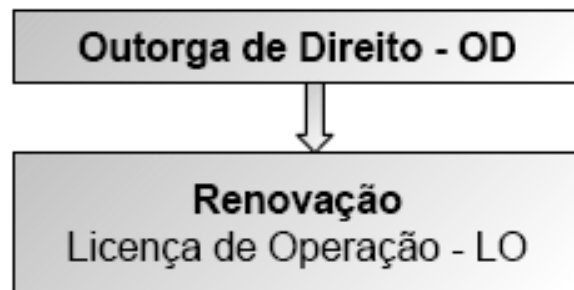 Outorga de Direito - OD
Renovação
Licença de Operação - LO